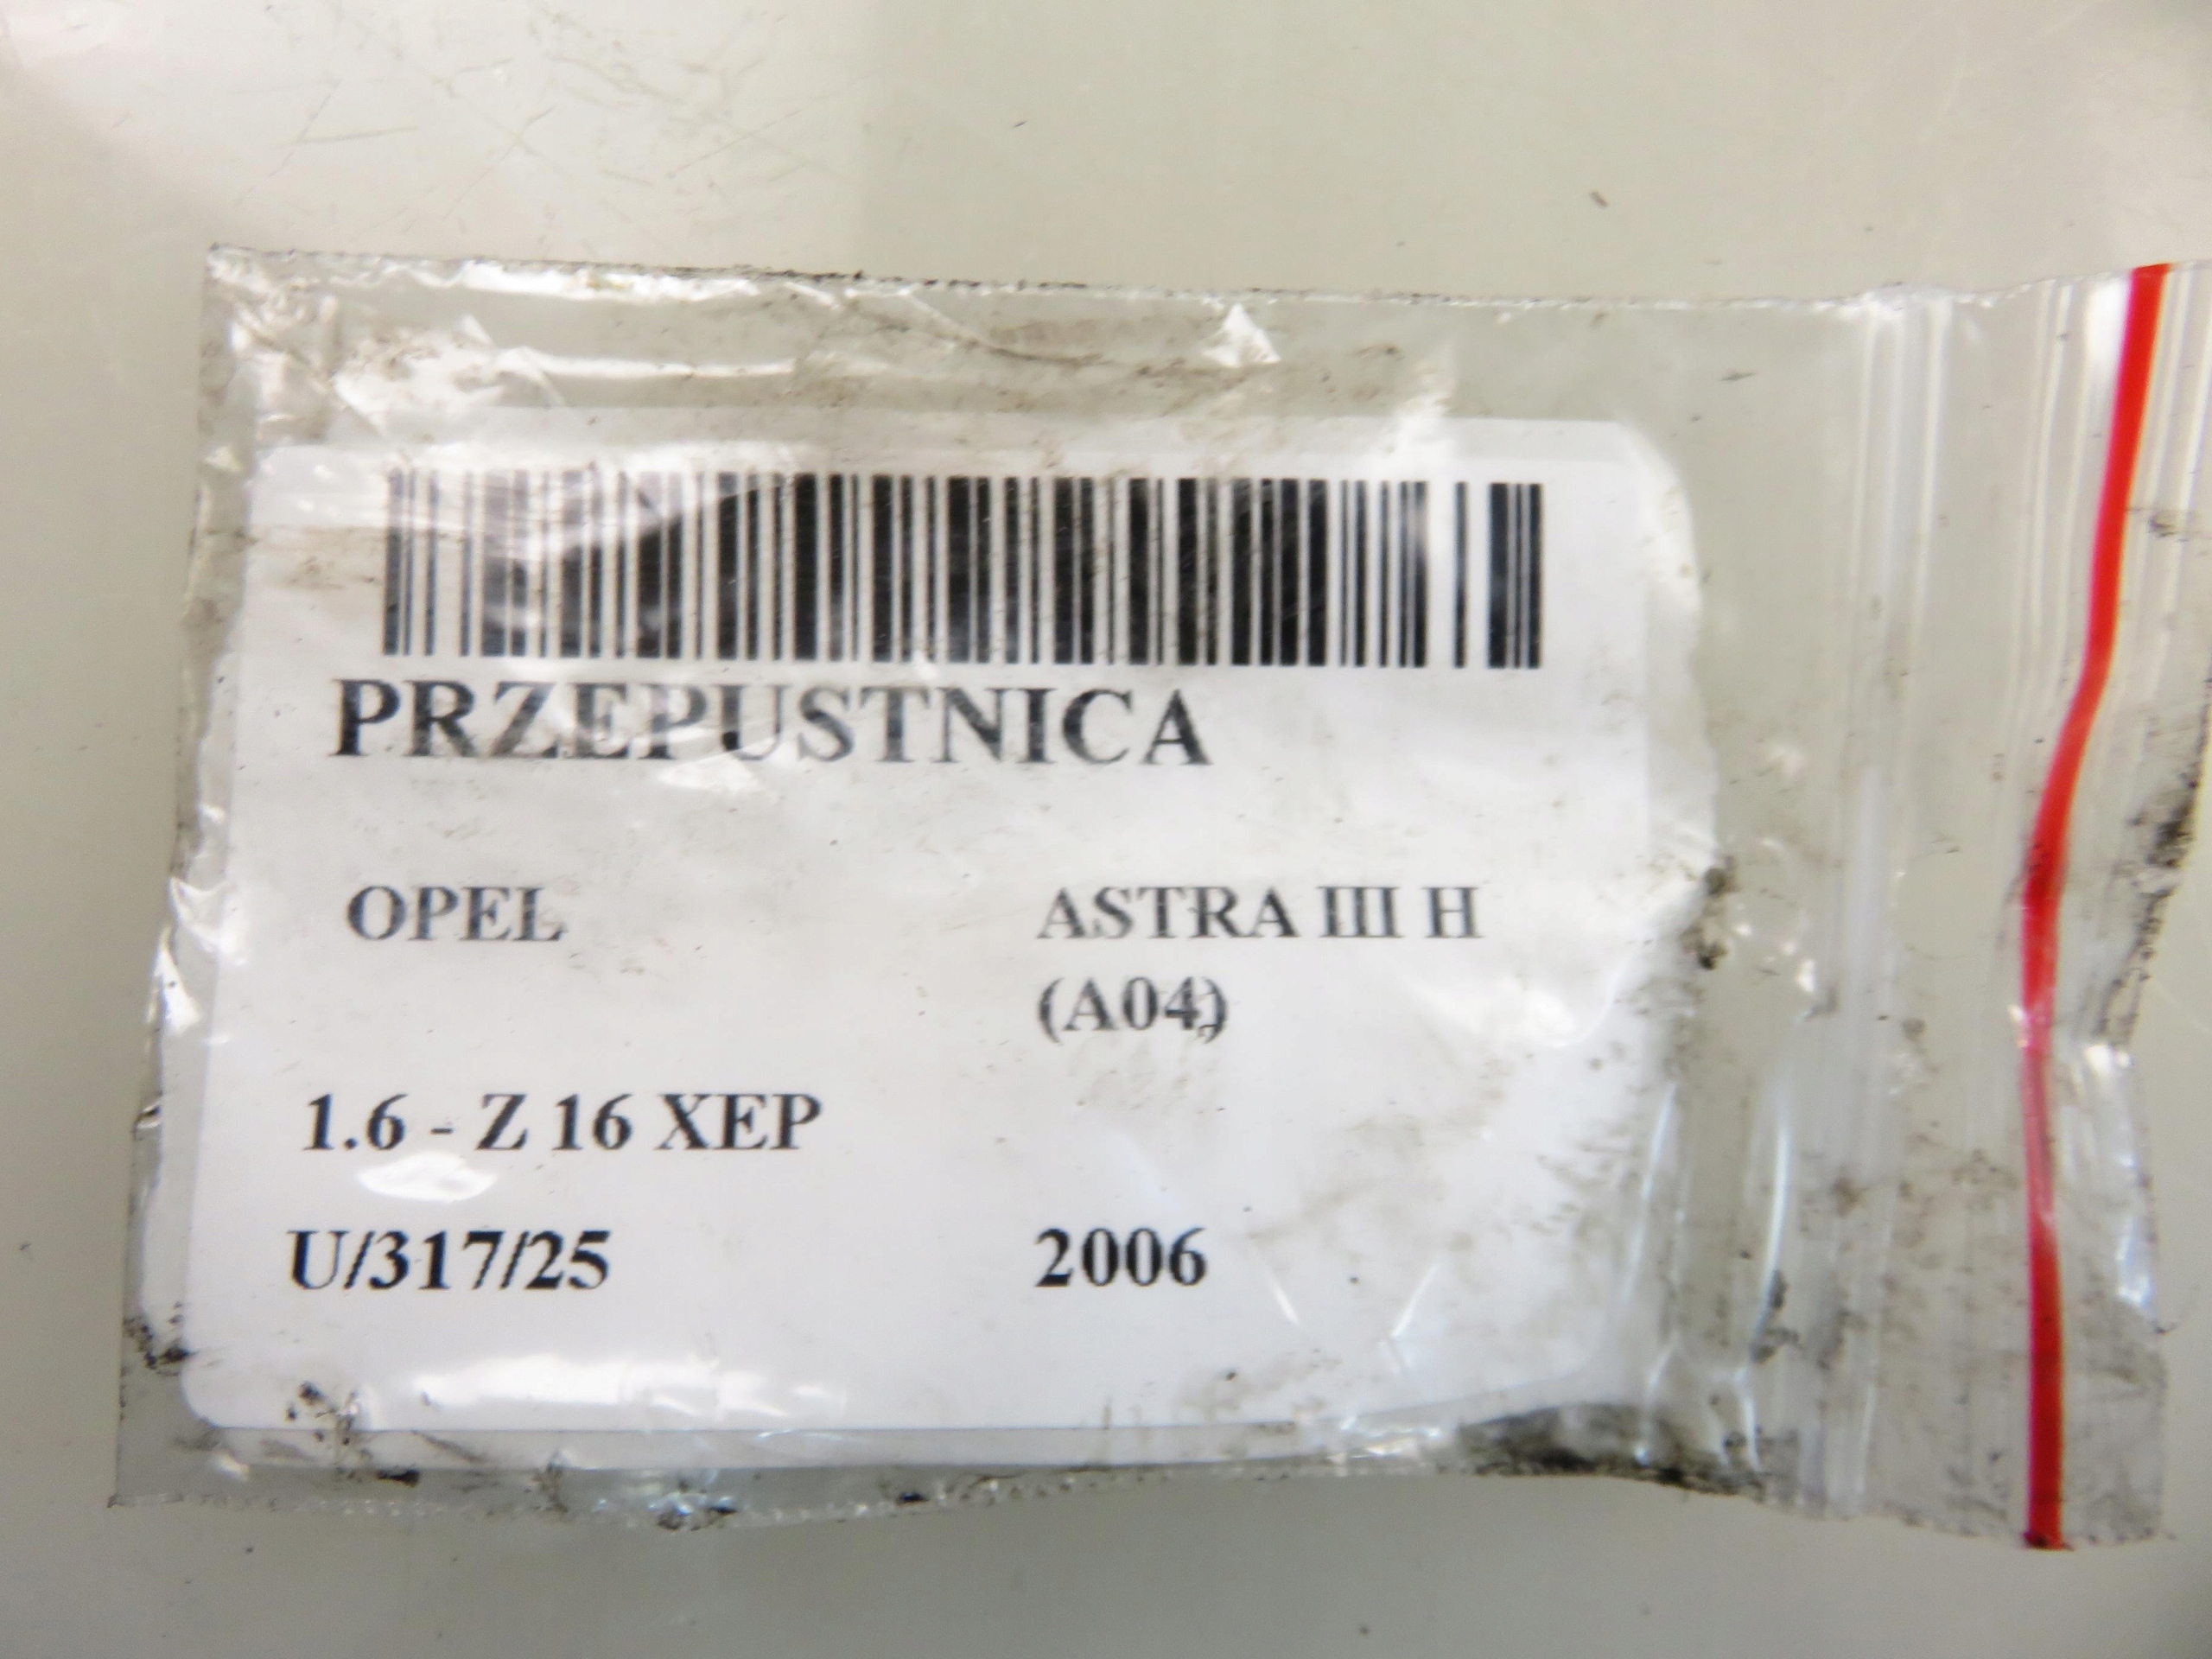 PRZEPUSTNICA
OPEL ASTRA III H
(A04)
1.6 - Z 16 XEP
U/317/25 2006